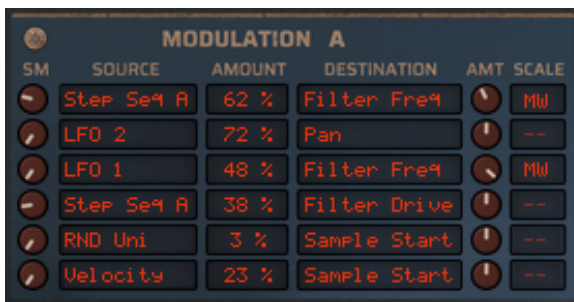 MODULATION A
SM SOURCE AMOUNT DESTINATION AMT SCALE
Step Seq A 62 % Filter Freq MW
LFO 2 72 % Pan --
LFO 1 48 % Filter Freq MW
Step Seq A 38 % Filter Drive --
RND Uni 3 % Sample Start --
Velocity 23 % Sample Start --